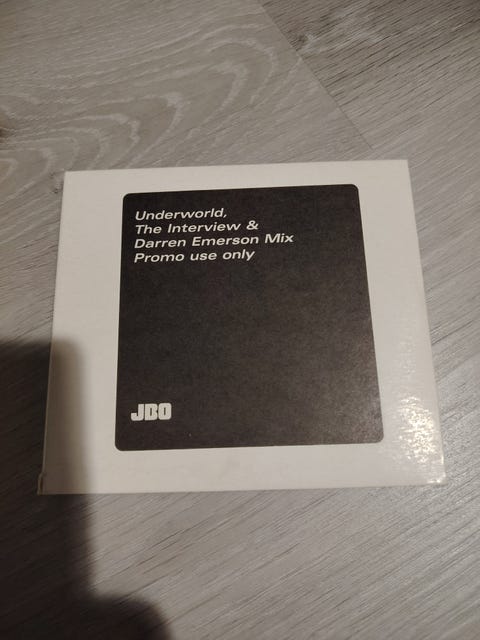 Underworld,
The Interview &
Darren Emerson Mix
Promo use only
JBO